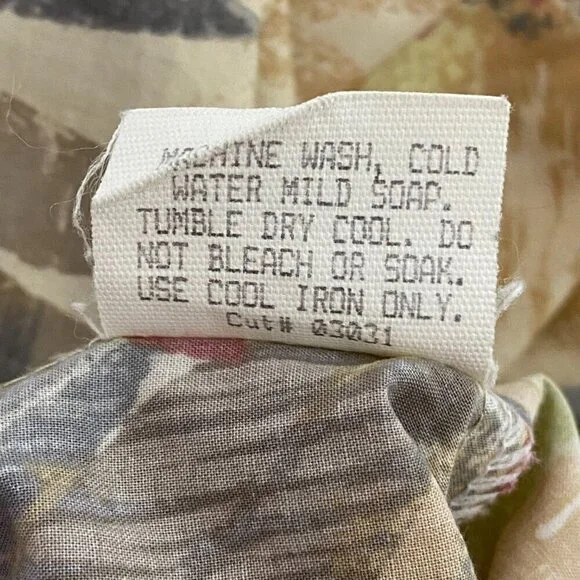 MACHINE WASH, COLD
WATER MILD SOAP.
TUMBLE DRY COOL. DO
NOT BLEACH OR SOAK.
USE COOL IRON ONLY.
Cut# 03031